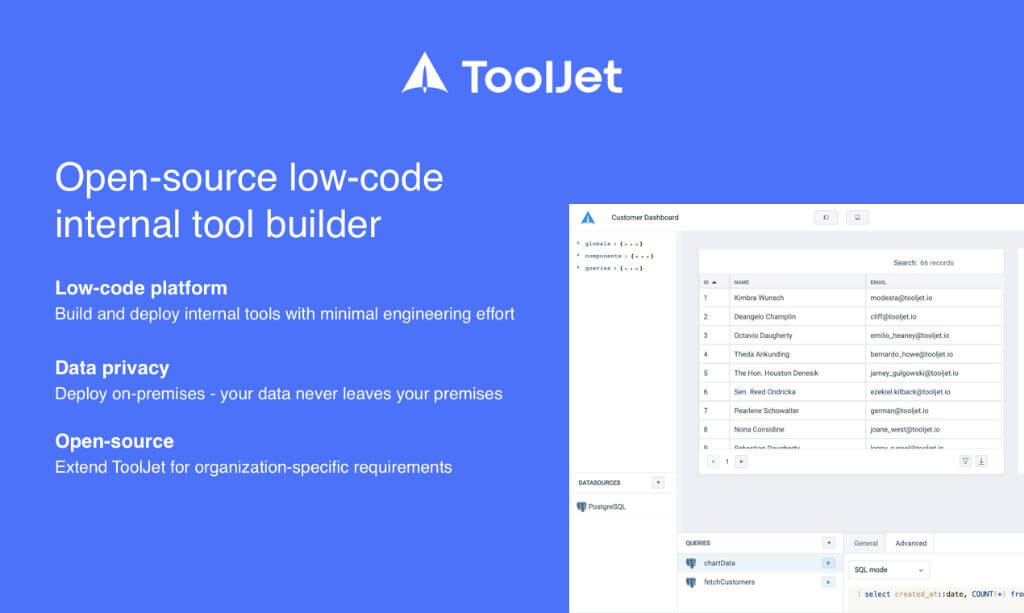 ToolJet
Open-source low-code
internal tool builder
Low-code platform
Build and deploy internal tools with minimal engineering effort
Data privacy
Deploy on-premises - your data never leaves your premises
Open-source
Extend ToolJet for organization-specific requirements
Customer Dashboard
globals > {...}
components > {...}
queries > {...}
Search: 66 records
ID NAME EMAIL
1 Kimbra Wunsch modesta@tooljet.io
2 Deangelo Champlin cliff@tooljet.io
3 Octavio Daugherty emilio_heaney@tooljet.io
4 Theda Ankunding bernardo_howe@tooljet.io
5 The Hon. Houston Denesik jamey_gulgowski@tooljet.io
6 Sen. Reed Ondricka ezekiel.kilback@tooljet.io
7 Pearlene Schowalter german@tooljet.io
8 Nona Considine joane_west@tooljet.io
9 Sebastian Daugherty
1
DATASOURCES +
PostgreSQL
QUERIES +
chartData
fetchCustomers
General Advanced
SQL mode
1 select created_at::date, COUNT(*) fro